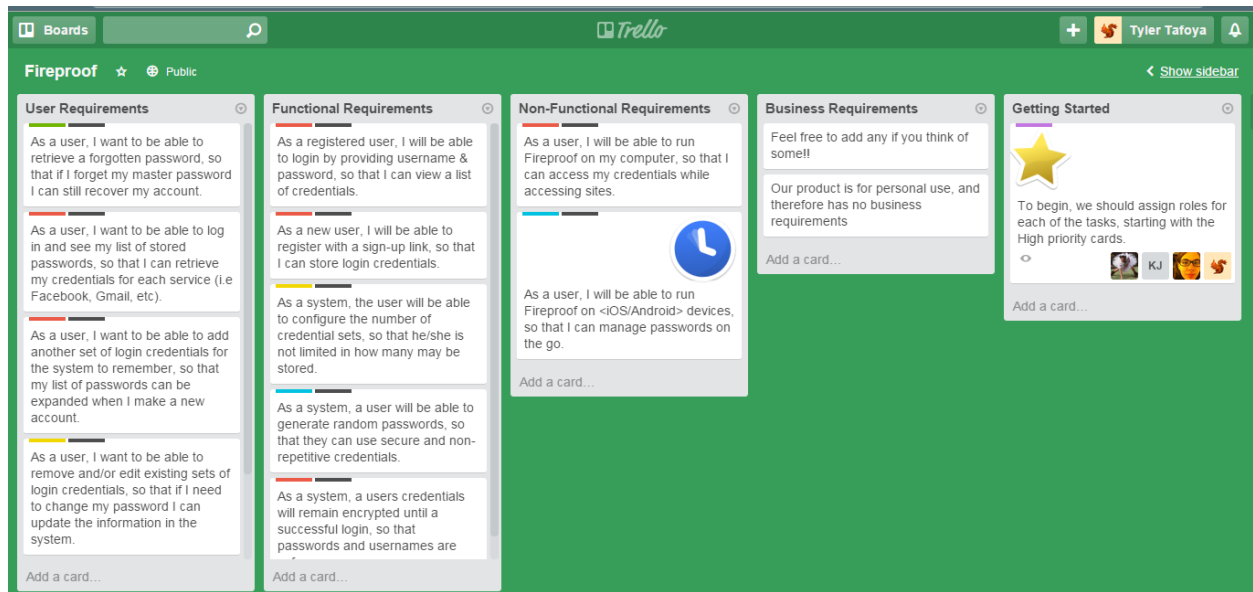 Boards
Trello
Tyler Tafoya
Fireproof
Public
Show sidebar
User Requirements
As a user, I want to be able to
retrieve a forgotten password, so
that if I forget my master password
I can still recover my account.
As a user, I want to be able to log
in and see my list of stored
passwords, so that I can retrieve
my credentials for each service (i.e
Facebook, Gmail, etc).
As a user, I want to be able to add
another set of login credentials for
the system to remember, so that
my list of passwords can be
expanded when I make a new
account.
As a user, I want to be able to
remove and/or edit existing sets of
login credentials, so that if I need
to change my password I can
update the information in the
system.
Add a card...
Functional Requirements
As a registered user, I will be able
to login by providing username &
password, so that I can view a list
of credentials.
As a new user, I will be able to
register with a sign-up link, so that
I can store login credentials.
As a system, the user will be able
to configure the number of
credential sets, so that he/she is
not limited in how many may be
stored.
As a system, a user will be able to
generate random passwords, so
that they can use secure and non-
repetitive credentials.
As a system, a users credentials
will remain encrypted until a
successful login, so that
passwords and usernames are
Add a card...
Non-Functional Requirements
As a user, I will be able to run
Fireproof on my computer, so that I
can access my credentials while
accessing sites.
As a user, I will be able to run
Fireproof on <iOS/Android> devices,
so that I can manage passwords on
the go.
Add a card...
Business Requirements
Feel free to add any if you think of
some!!
Our product is for personal use, and
therefore has no business
requirements
Add a card...
Getting Started
To begin, we should assign roles for
each of the tasks, starting with the
High priority cards.
KJ
Add a card...